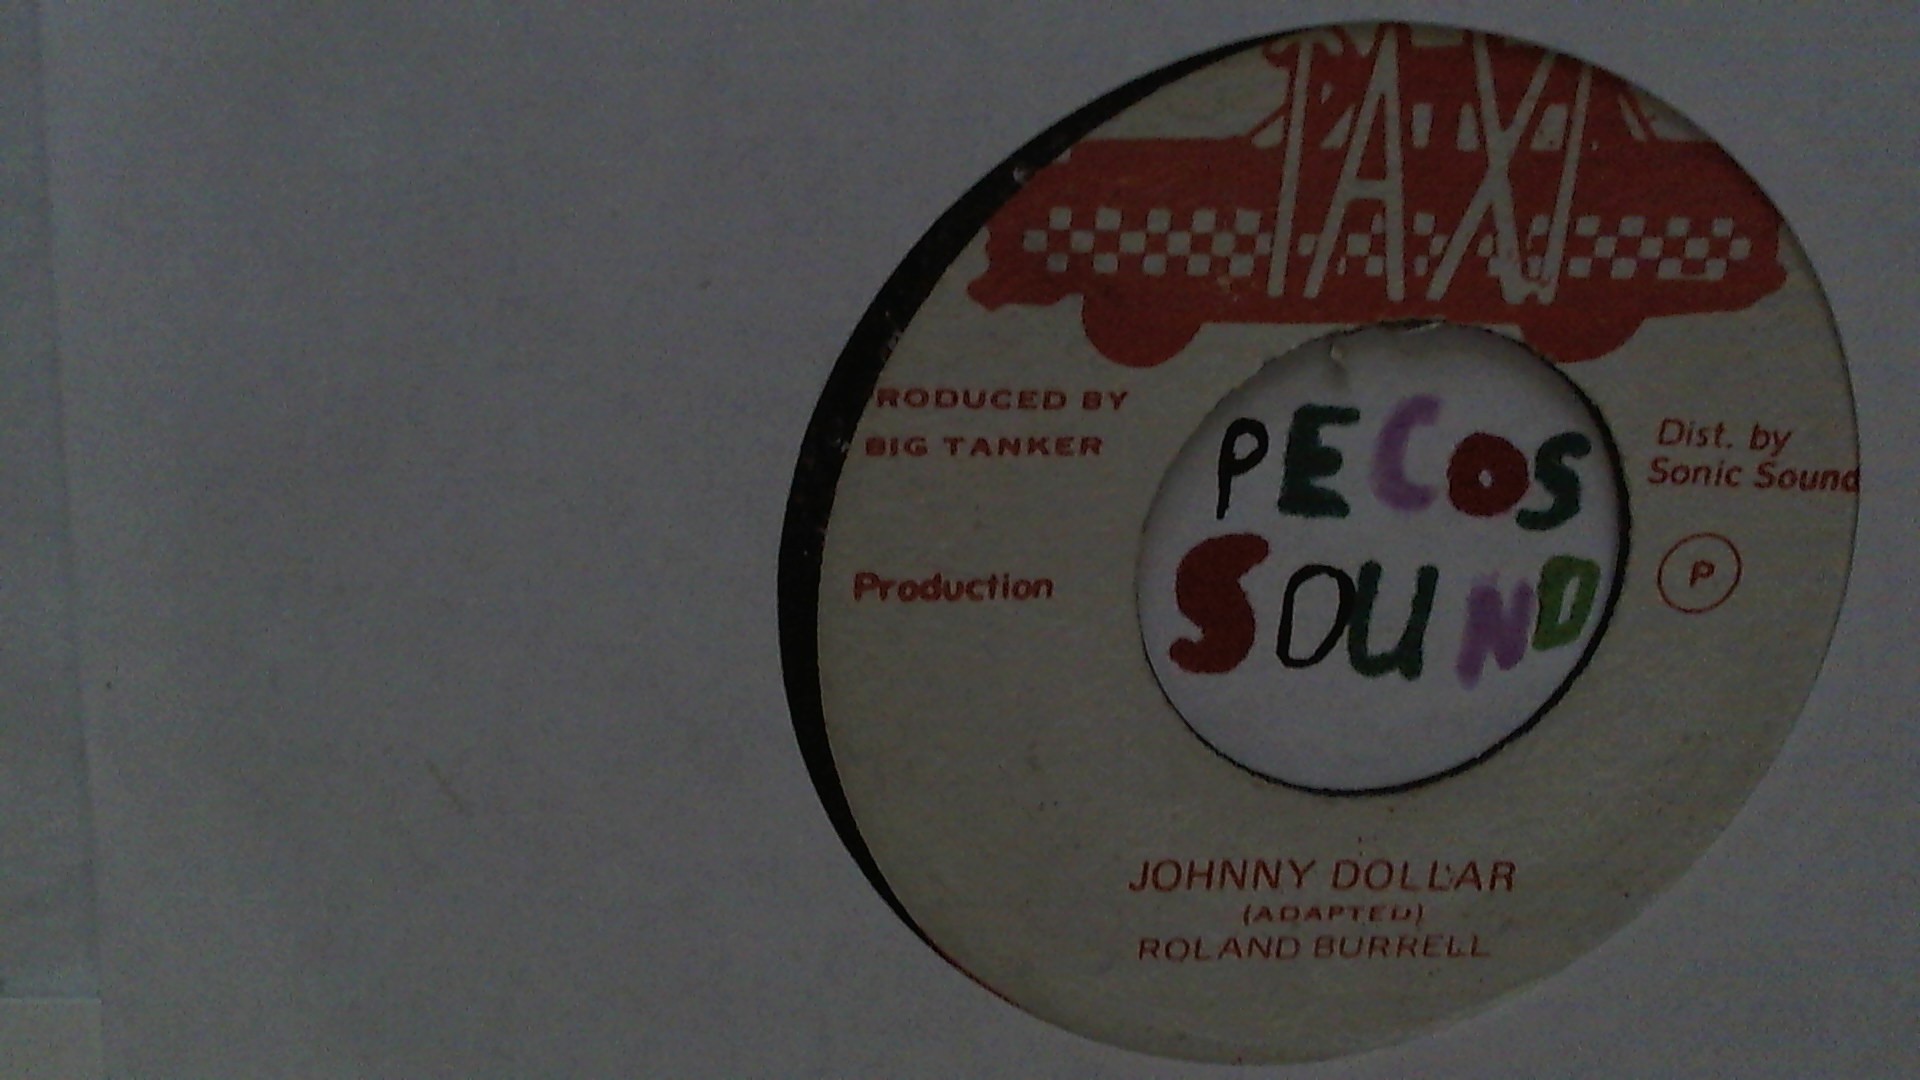 TAXI
RODUCED BY
BIG TANKER
Production
PECOS
SOUND
Dist. by
Sonic Sound
P
JOHNNY DOLLAR
(ADAPTED)
ROLAND BURRELL